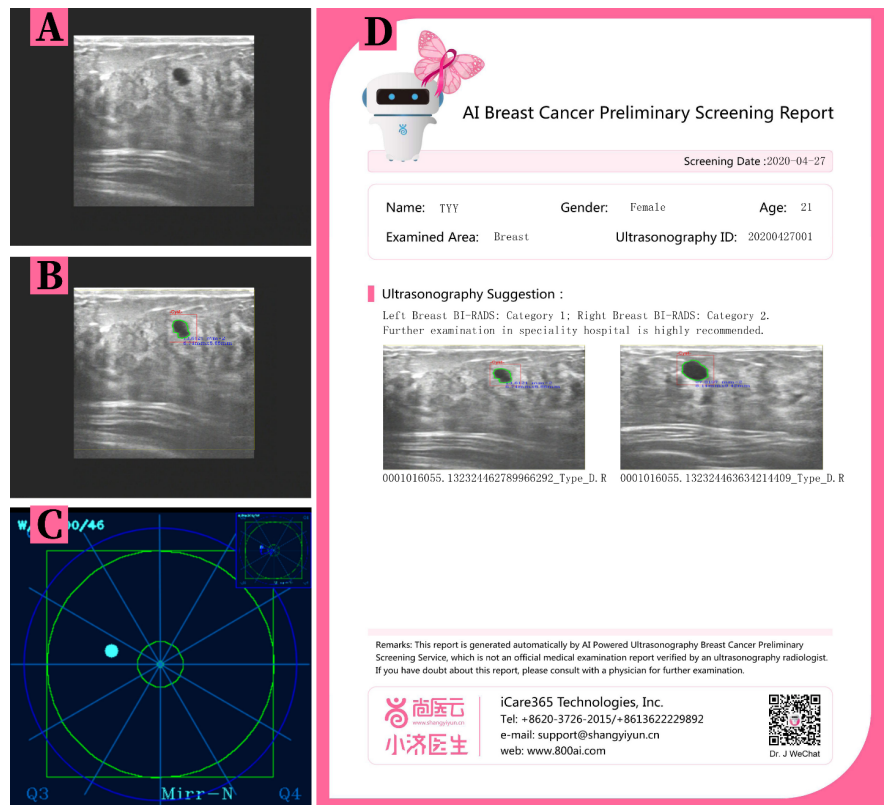 A
B
C
W/ 00/46
Q3
Mirr-N
Q4
D
AI Breast Cancer Preliminary Screening Report
Screening Date :2020-04-27
Name: TYY Gender: Female Age: 21
Examined Area: Breast Ultrasonography ID: 20200427001
Ultrasonography Suggestion :
Left Breast BI-RADS: Category 1; Right Breast BI-RADS: Category 2.
Further examination in speciality hospital is highly recommended.
0001016055.132324462789966292_Type_D.R 0001016055.132324463634214409_Type_D.R
Remarks: This report is generated automatically by AI Powered Ultrasonography Breast Cancer Preliminary
Screening Service, which is not an official medical examination report verified by an ultrasonography radiologist.
If you have doubt about this report, please consult with a physician for further examination.
尚医云
www.shangyiyun.cn
小济医生
iCare365 Technologies, Inc.
Tel: +8620-3726-2015/+8613622229892
e-mail: support@shangyiyun.cn
web: www.800ai.com
Dr. J WeChat